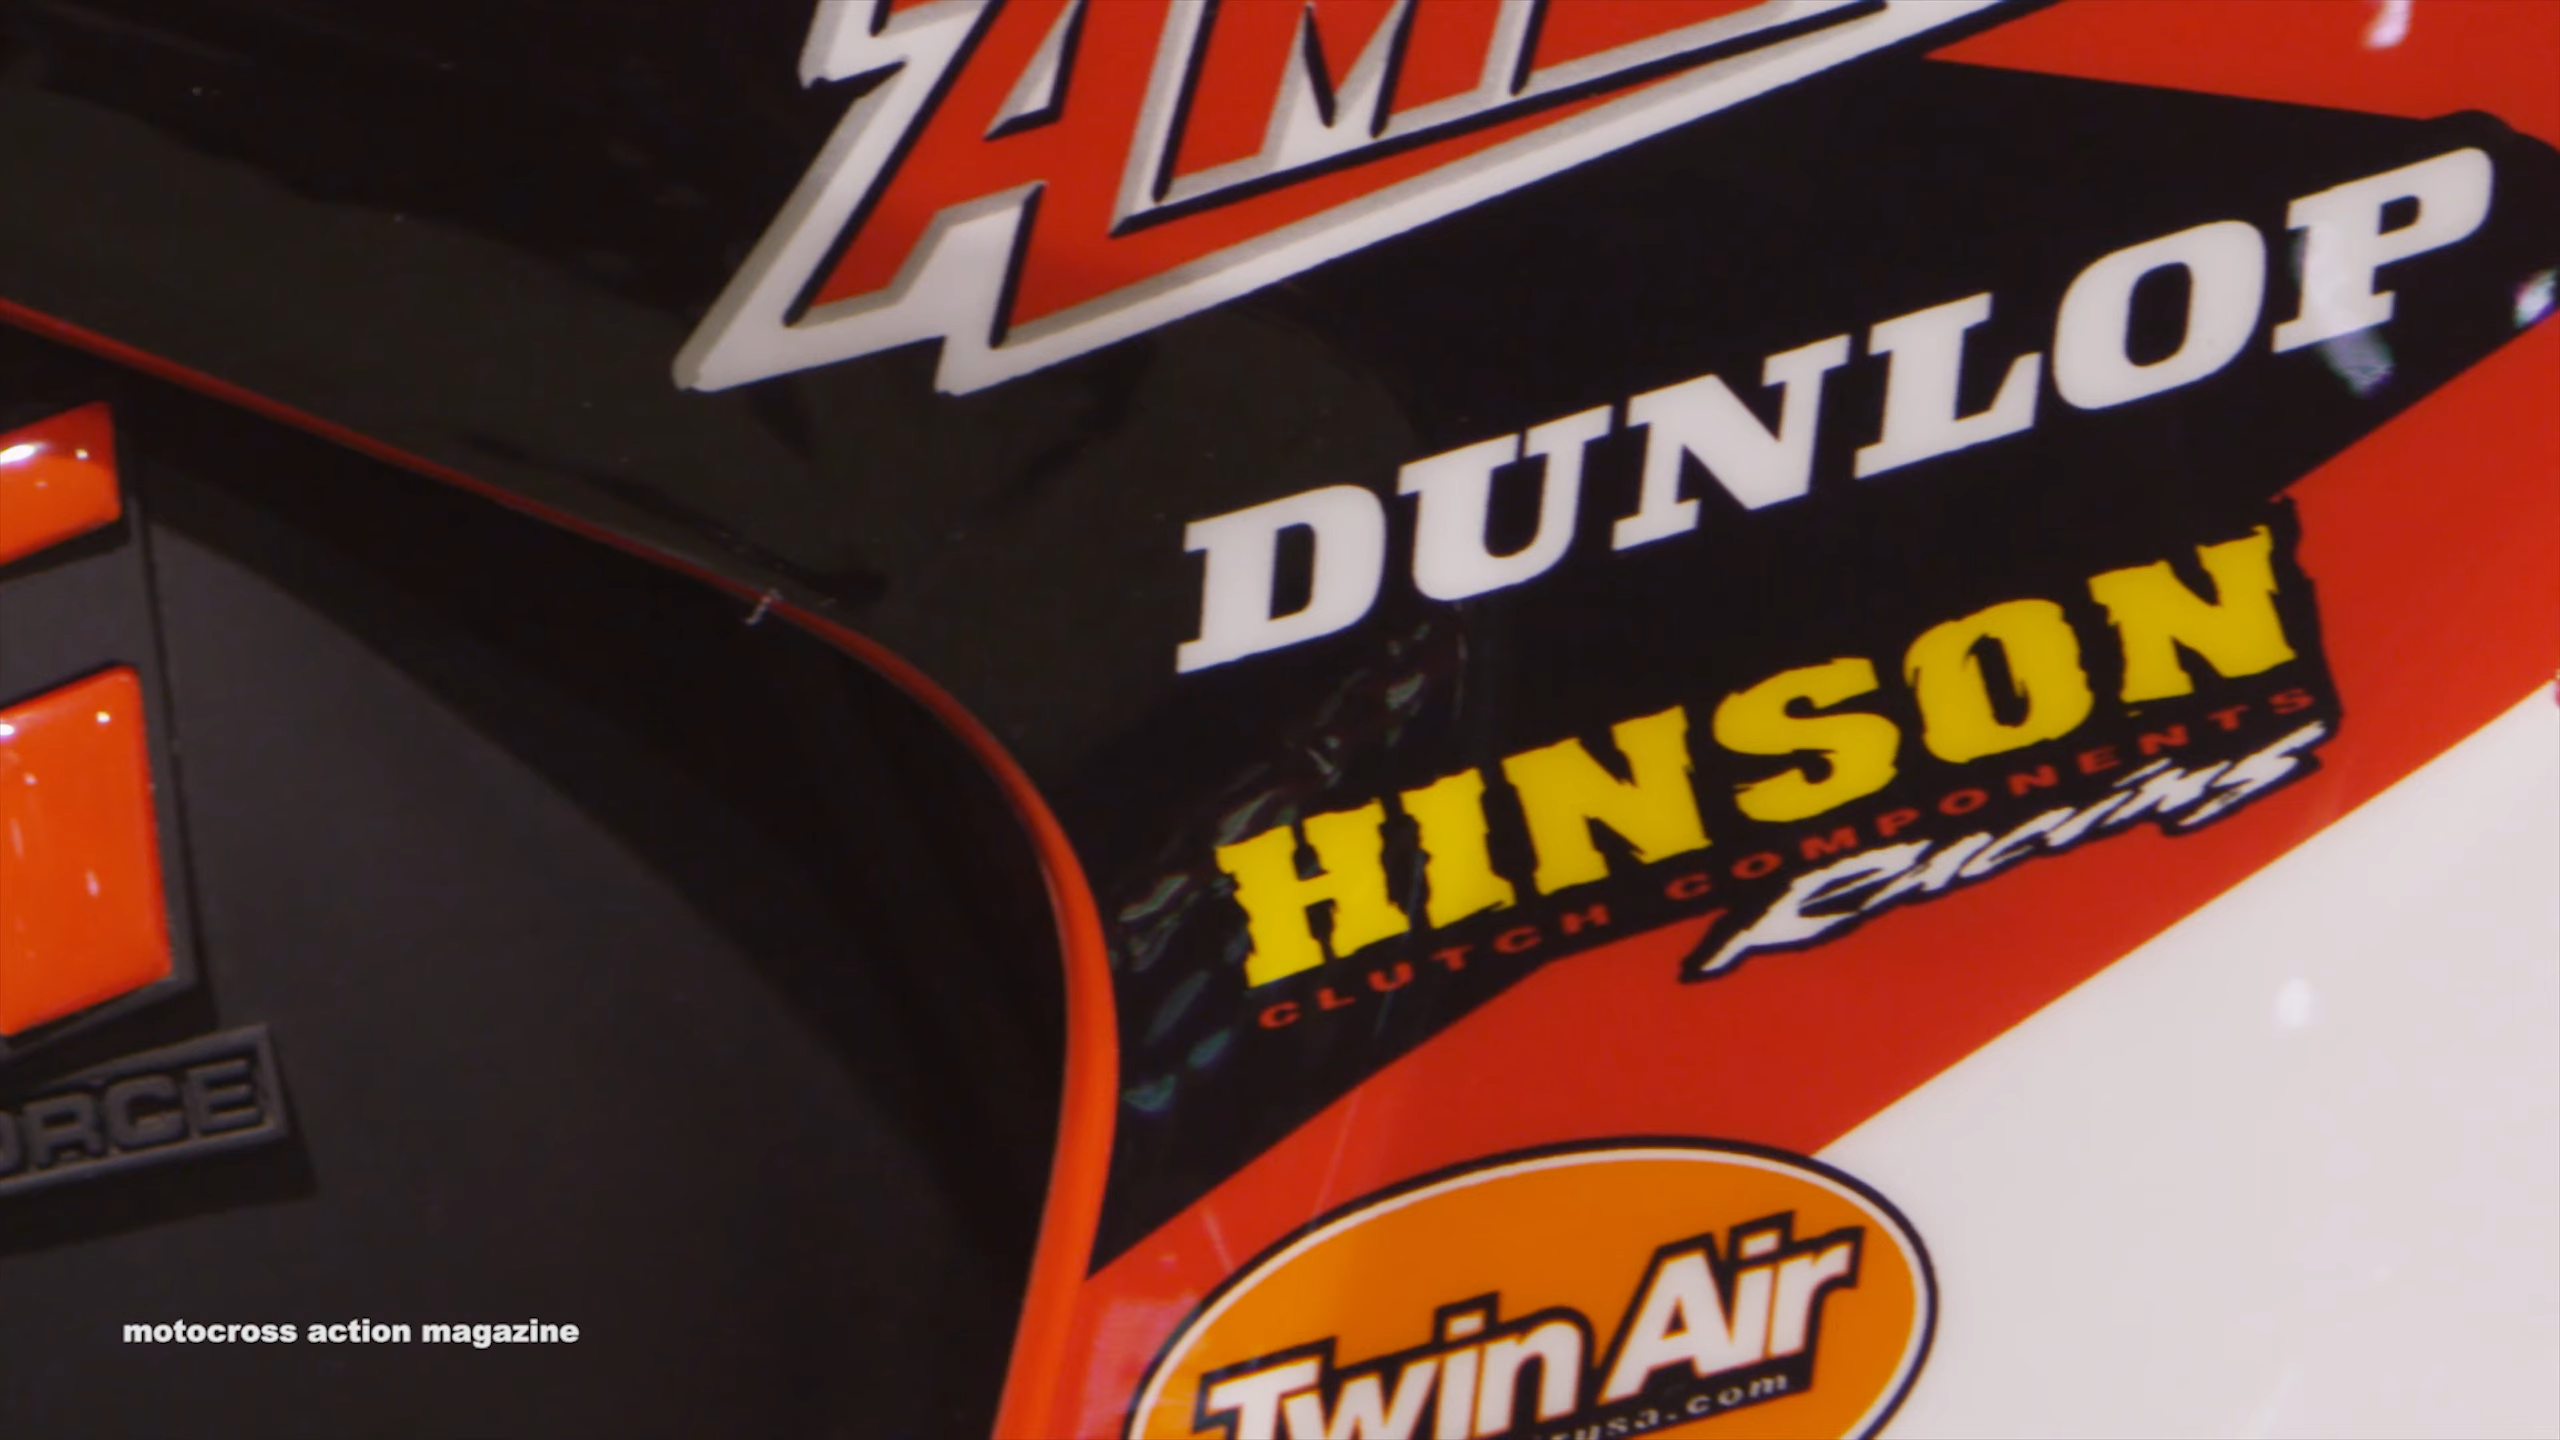 DUNLOP
HINSON
CLUTCH COMPONENTS
RACING
Twin Air
motocross action magazine